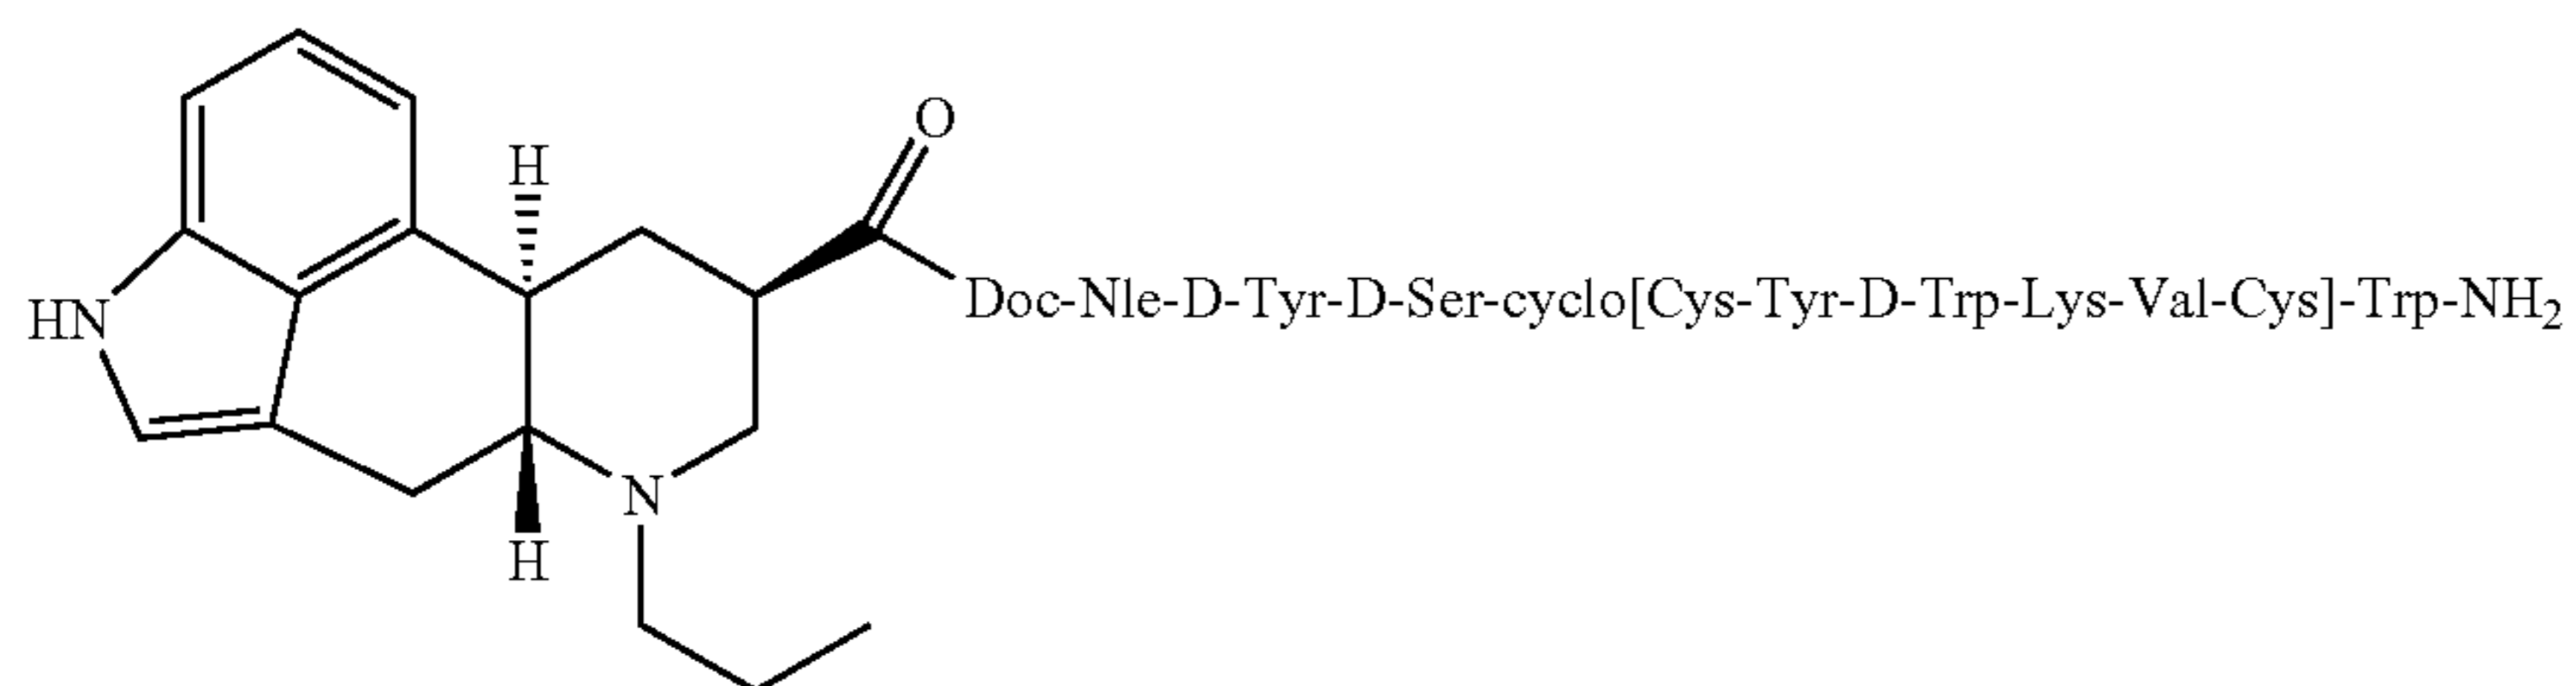 O
H
Doc-Nle-D-Tyr-D-Ser-cyclo[Cys-Tyr-D-Trp-Lys-Val-Cys]-Trp-NH2
HN
N
H